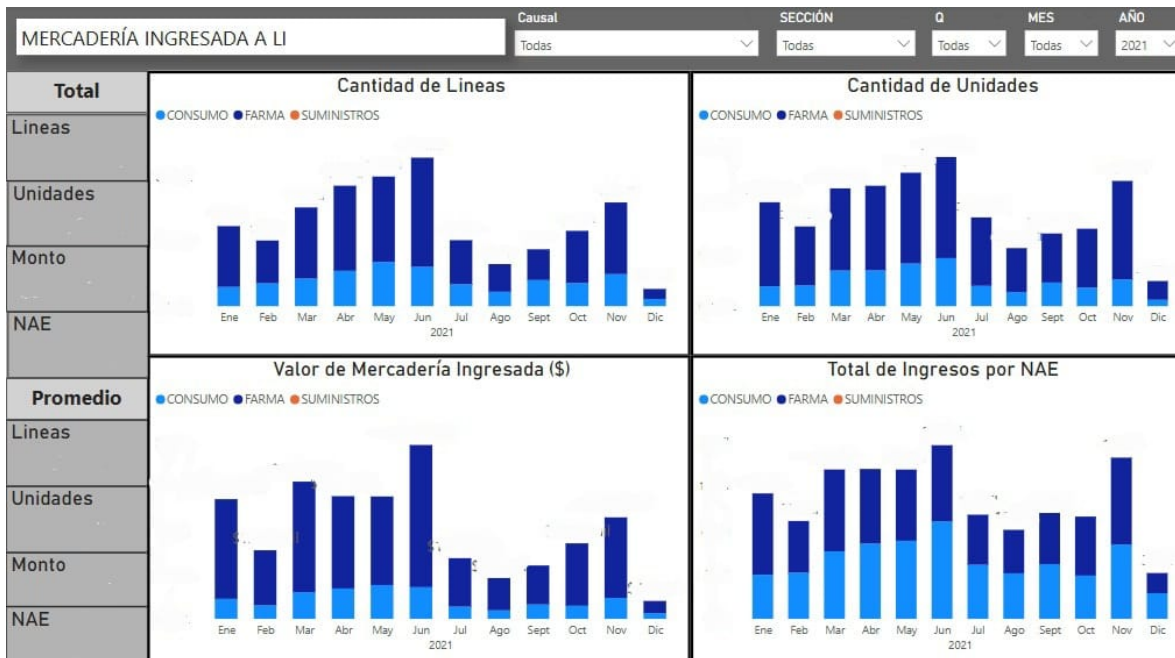 Causal SECCIÓN Q MES AÑO
MERCADERÍA INGRESADA A LI
Todas Todas Todas Todas 2021
Total
Lineas
Unidades
Monto
NAE
Promedio
Lineas
Unidades
Monto
NAE
Cantidad de Lineas
CONSUMO FARMA SUMINISTROS
Ene Feb Mar Abr May Jun Jul Ago Sept Oct Nov Dic
2021
Cantidad de Unidades
CONSUMO FARMA SUMINISTROS
Ene Feb Mar Abr May Jun Jul Ago Sept Oct Nov Dic
2021
Valor de Mercadería Ingresada ($)
CONSUMO FARMA SUMINISTROS
Ene Feb Mar Abr May Jun Jul Ago Sept Oct Nov Dic
2021
Total de Ingresos por NAE
CONSUMO FARMA SUMINISTROS
Ene Feb Mar Abr May Jun Jul Ago Sept Oct Nov Dic
2021